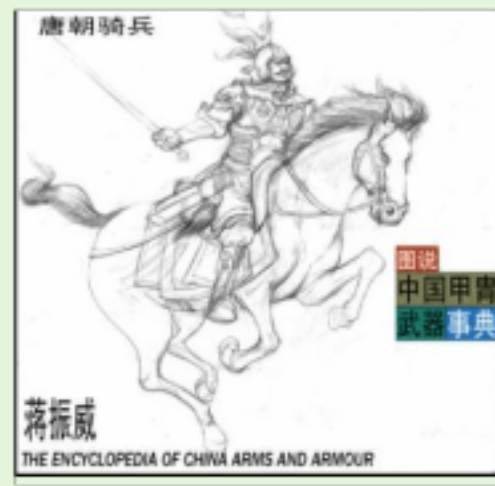 唐朝骑兵
图说
中国甲胄
武器事典
蒋振威
THE ENCYCLOPEDIA OF CHINA ARMS AND ARMOUR